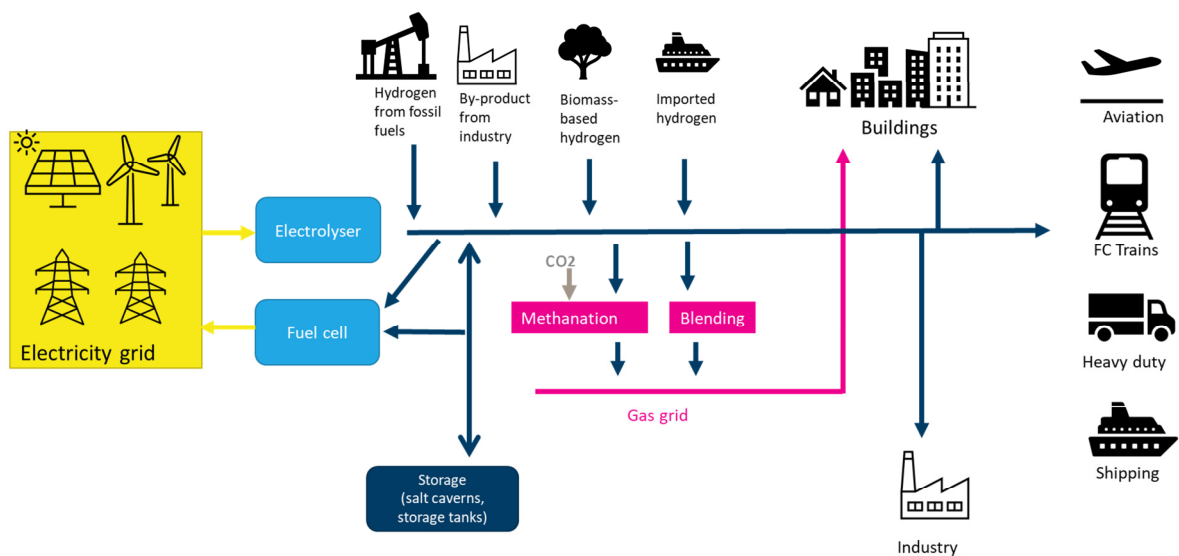 Hydrogen
from fossil
fuels
By-product
from
industry
Biomass-
based
hydrogen
Imported
hydrogen
Buildings
Aviation
Electrolyser
FC Trains
CO2
Methanation
Blending
Fuel cell
Electricity grid
Heavy duty
Gas grid
Storage
(salt caverns,
storage tanks)
Shipping
Industry